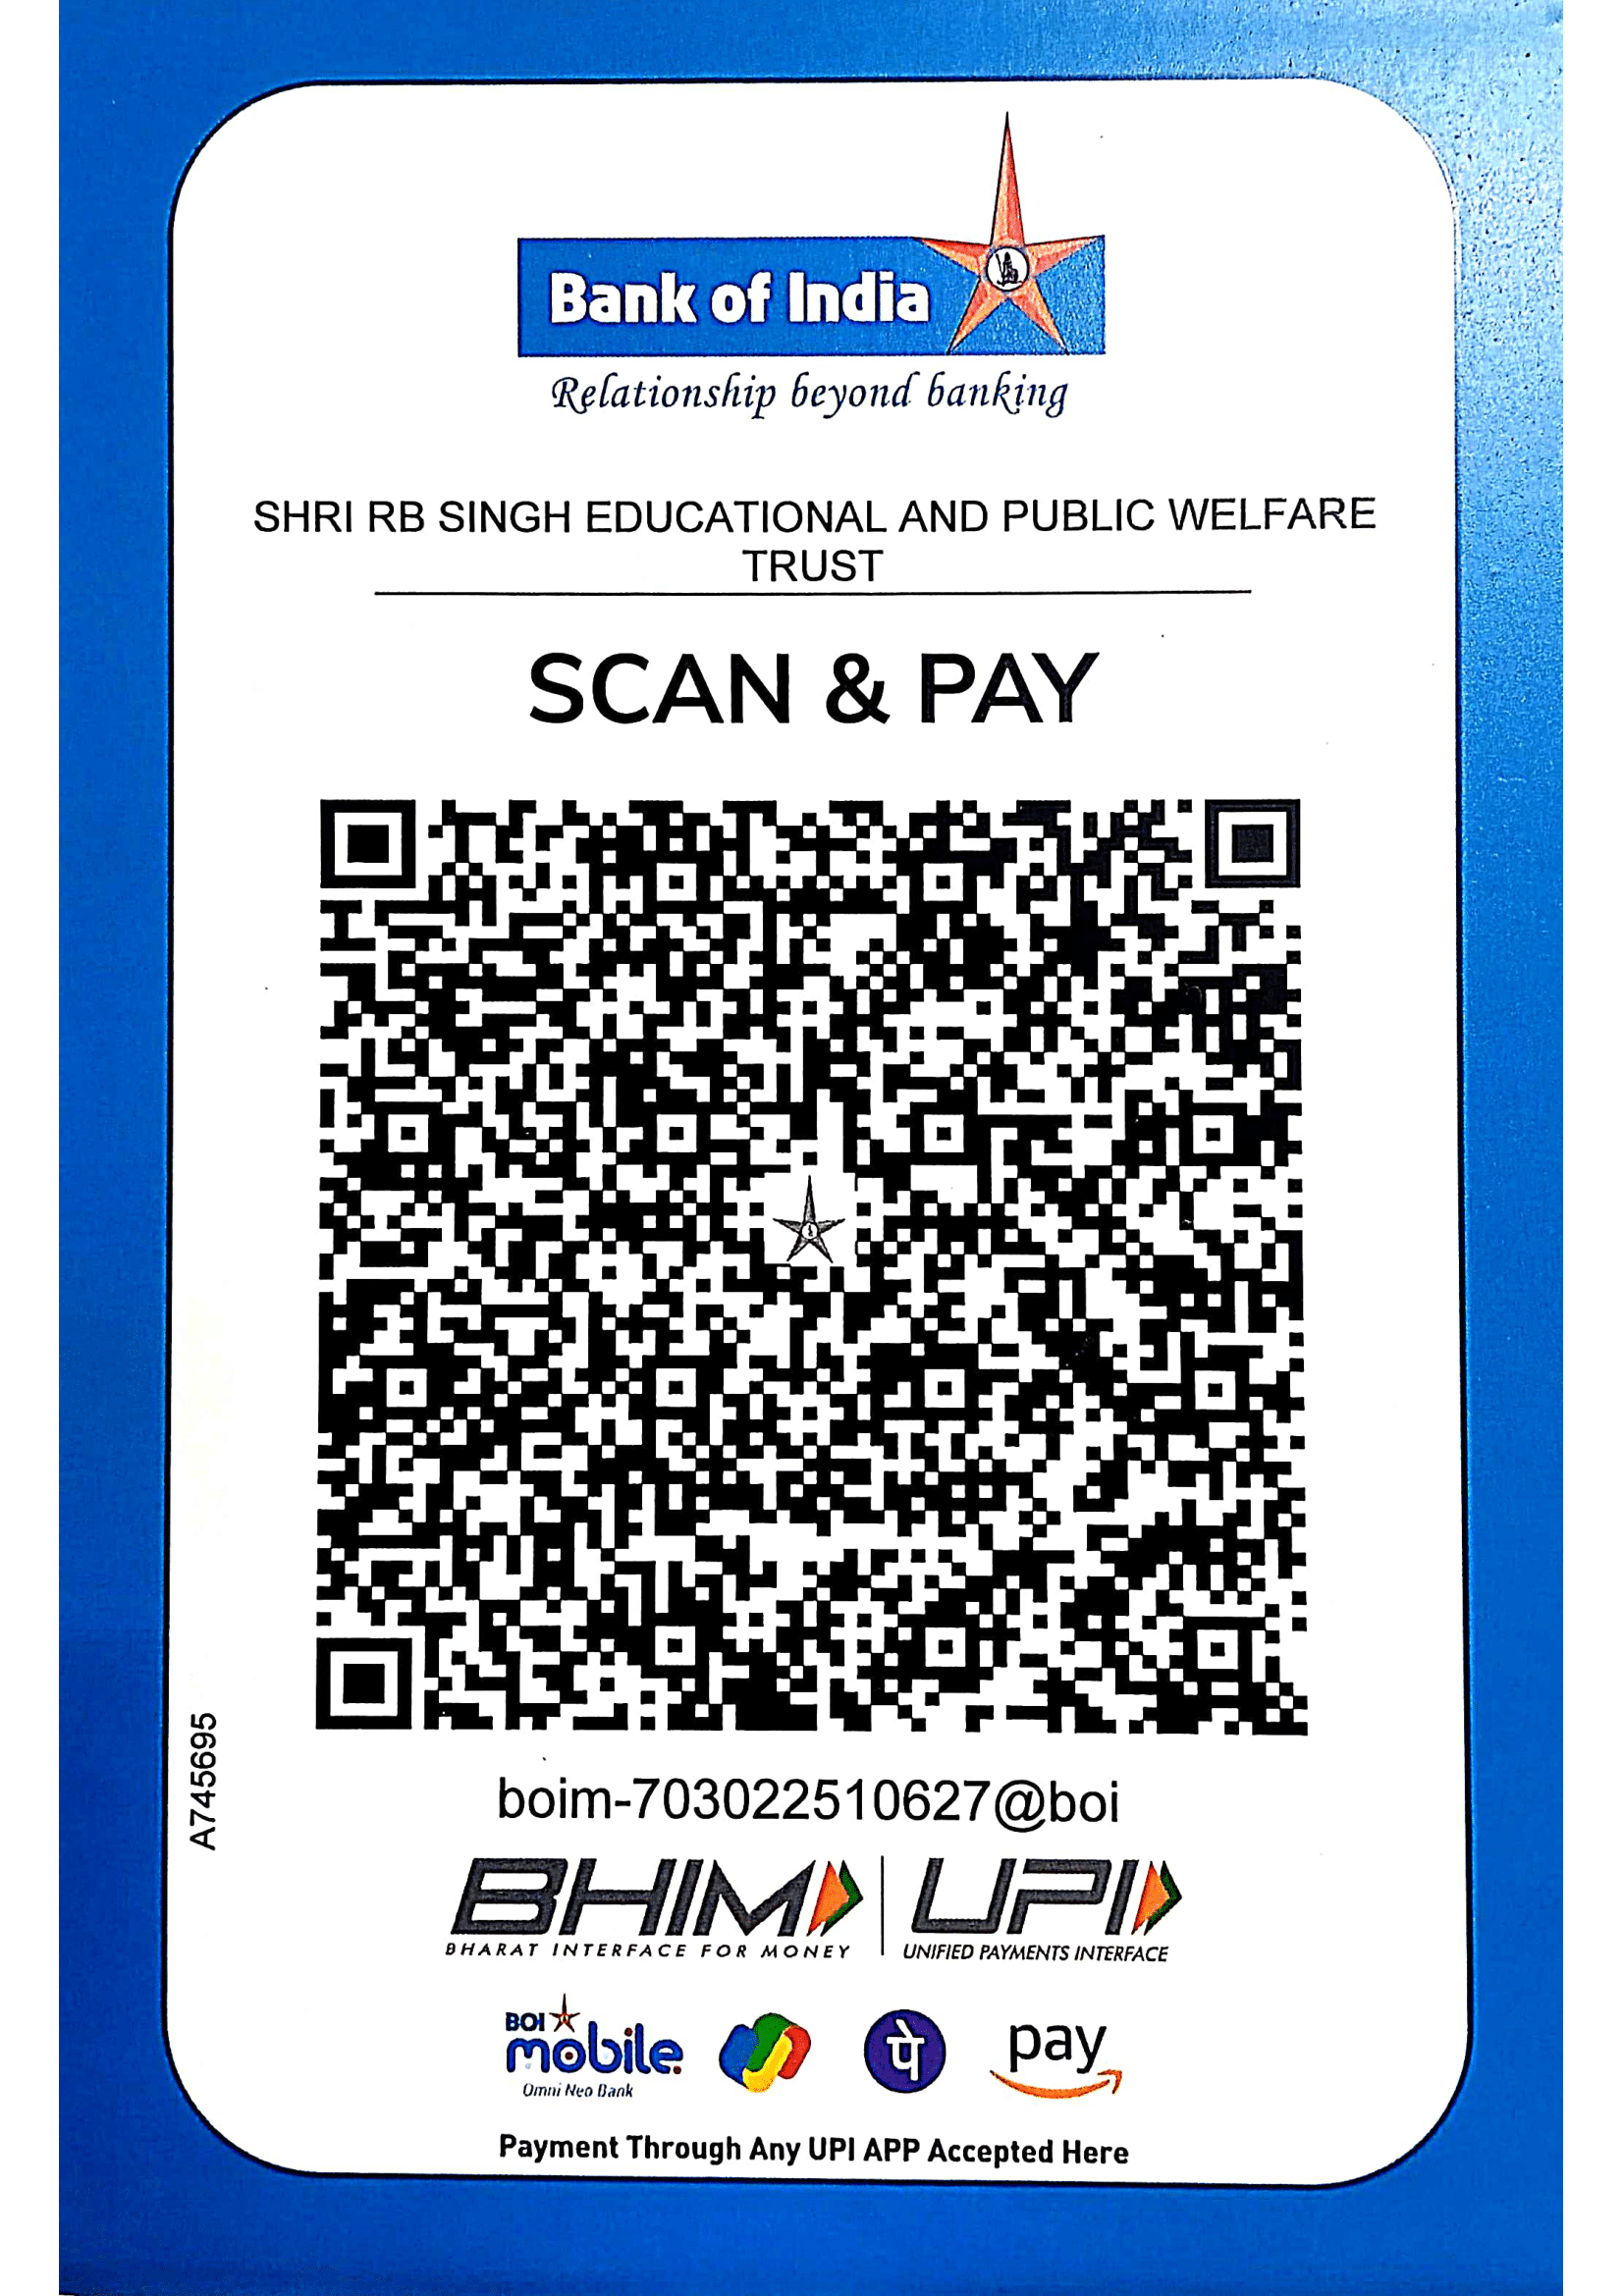 Bank of India
Relationship beyond banking
SHRI RB SINGH EDUCATIONAL AND PUBLIC WELFARE
TRUST
SCAN & PAY
A745695
boim-703022510627@boi
BHIM UPI
BHARAT INTERFACE FOR MONEY UNIFIED PAYMENTS INTERFACE
BOI
mobile
Omni Neo Bank
पे
pay
Payment Through Any UPI APP Accepted Here